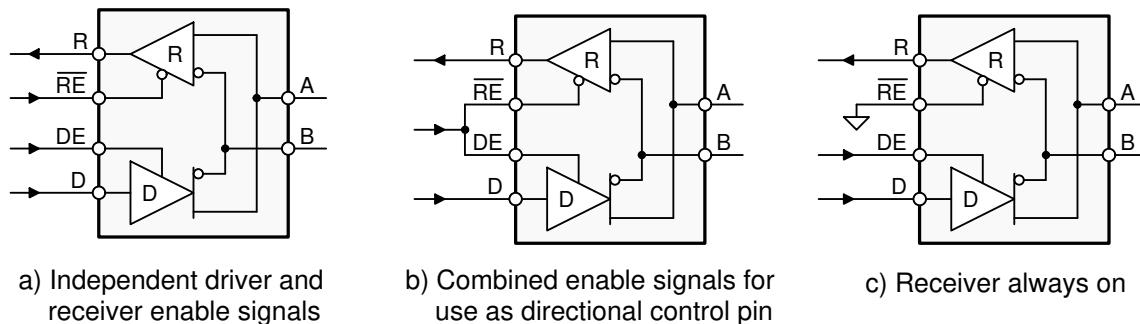 R
R
RE
A
DE
B
D
D
a) Independent driver and
receiver enable signals
R
R
RE
A
DE
B
D
D
b) Combined enable signals for
use as directional control pin
R
R
RE
A
DE
B
D
D
c) Receiver always on